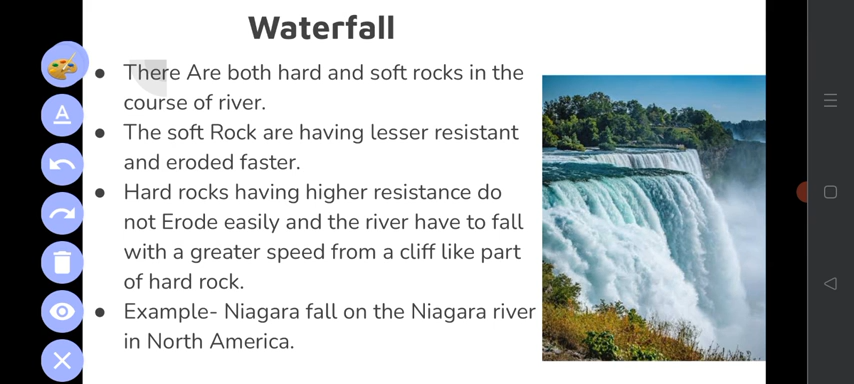 Waterfall
● There Are both hard and soft rocks in the
course of river.
● The soft Rock are having lesser resistant
and eroded faster.
● Hard rocks having higher resistance do
not Erode easily and the river have to fall
with a greater speed from a cliff like part
of hard rock.
● Example- Niagara fall on the Niagara river
in North America.